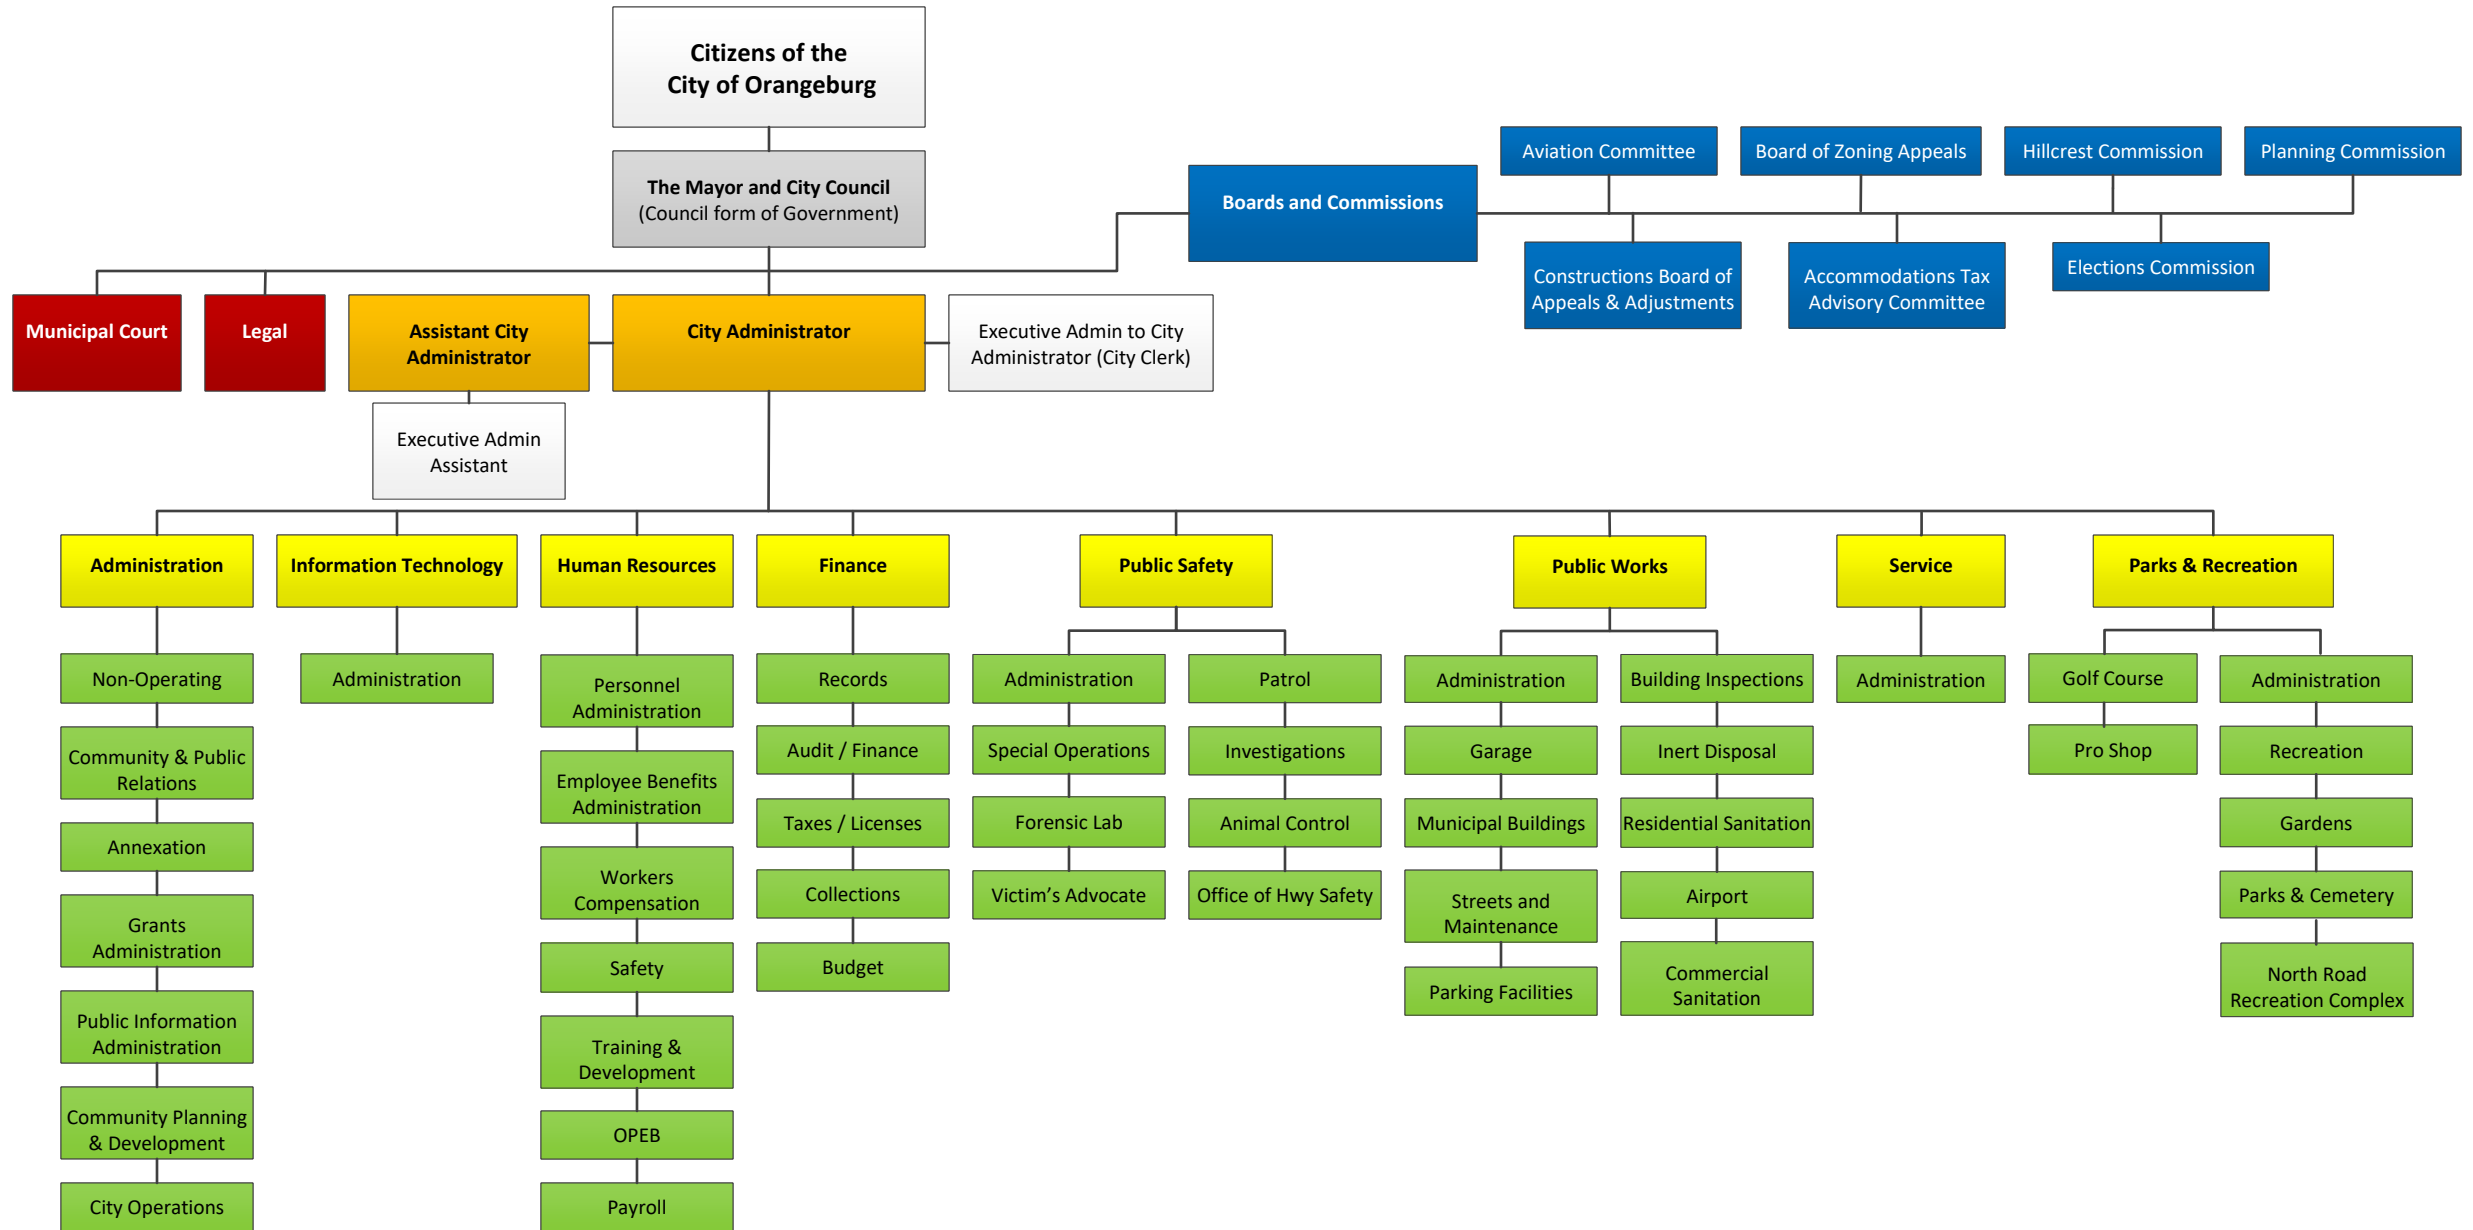 Citizens of the
City of Orangeburg
The Mayor and City Council
(Council form of Government)
Boards and Commissions
Aviation Committee
Board of Zoning Appeals
Hillcrest Commission
Planning Commission
Constructions Board of
Appeals & Adjustments
Accommodations Tax
Advisory Committee
Elections Commission
Municipal Court
Legal
Assistant City
Administrator
City Administrator
Executive Admin to City
Administrator (City Clerk)
Executive Admin
Assistant
Administration
Non-Operating
Community & Public
Relations
Annexation
Grants
Administration
Public Information
Administration
Community Planning
& Development
City Operations
Information Technology
Administration
Human Resources
Personnel
Administration
Employee Benefits
Administration
Workers
Compensation
Safety
Training &
Development
OPEB
Payroll
Finance
Records
Audit / Finance
Taxes / Licenses
Collections
Budget
Public Safety
Administration
Special Operations
Forensic Lab
Victim’s Advocate
Patrol
Investigations
Animal Control
Office of Hwy Safety
Public Works
Administration
Garage
Municipal Buildings
Streets and
Maintenance
Parking Facilities
Building Inspections
Inert Disposal
Residential Sanitation
Airport
Commercial
Sanitation
Service
Administration
Parks & Recreation
Golf Course
Pro Shop
Administration
Recreation
Gardens
Parks & Cemetery
North Road
Recreation Complex